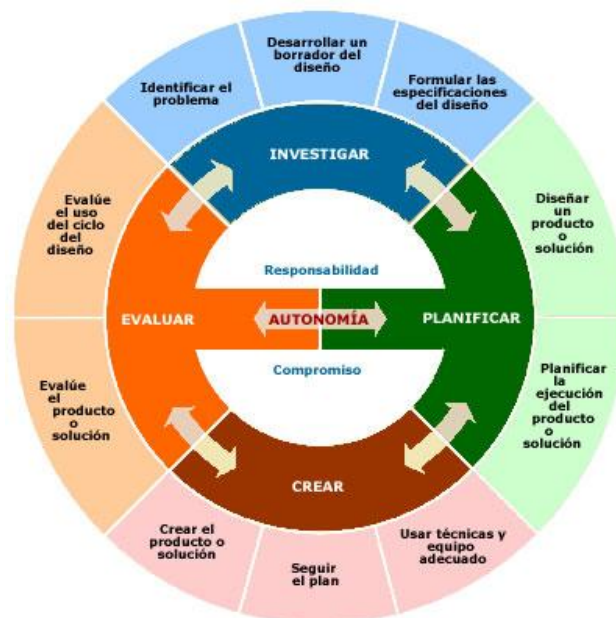 Desarrollar un
borrador del
diseño
Identificar el
problema
Formular las
especificaciones
del diseño
INVESTIGAR
Evalúe
el uso
del ciclo
del
diseño
Diseñar
un
producto
o
solución
Responsabilidad
EVALUAR
AUTONOMÍA
PLANIFICAR
Compromiso
Evalúe
el
producto
o
solución
Planificar
la
ejecución
del
producto
o
solución
CREAR
Crear el
producto o
solución
Seguir
el plan
Usar técnicas y
equipo
adecuado